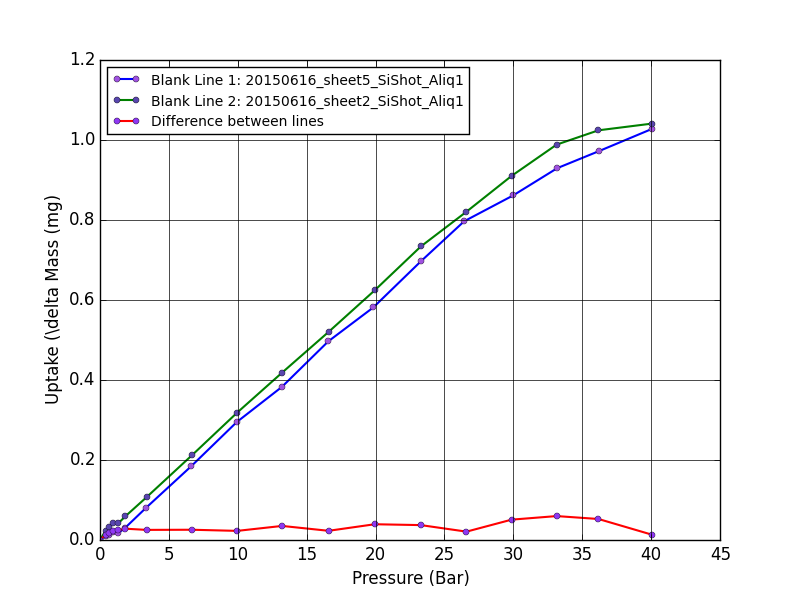 Blank Line 1: 20150616_sheet5_SiShot_Aliq1
Blank Line 2: 20150616_sheet2_SiShot_Aliq1
Difference between lines
1.2
1.0
0.8
0.6
0.4
0.2
0.0
Uptake (\delta Mass (mg)
0 5 10 15 20 25 30 35 40 45
Pressure (Bar)